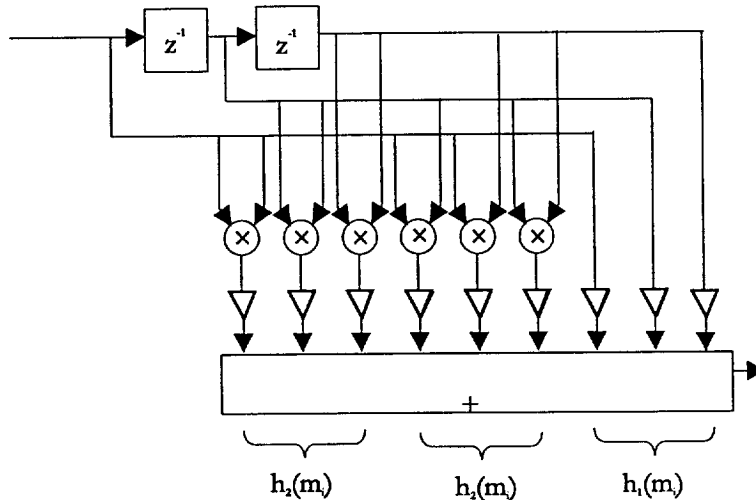 z⁻¹ z⁻¹
× × × × × ×
+
h₂(mᵢ) h₂(mᵢ) h₁(mᵢ)